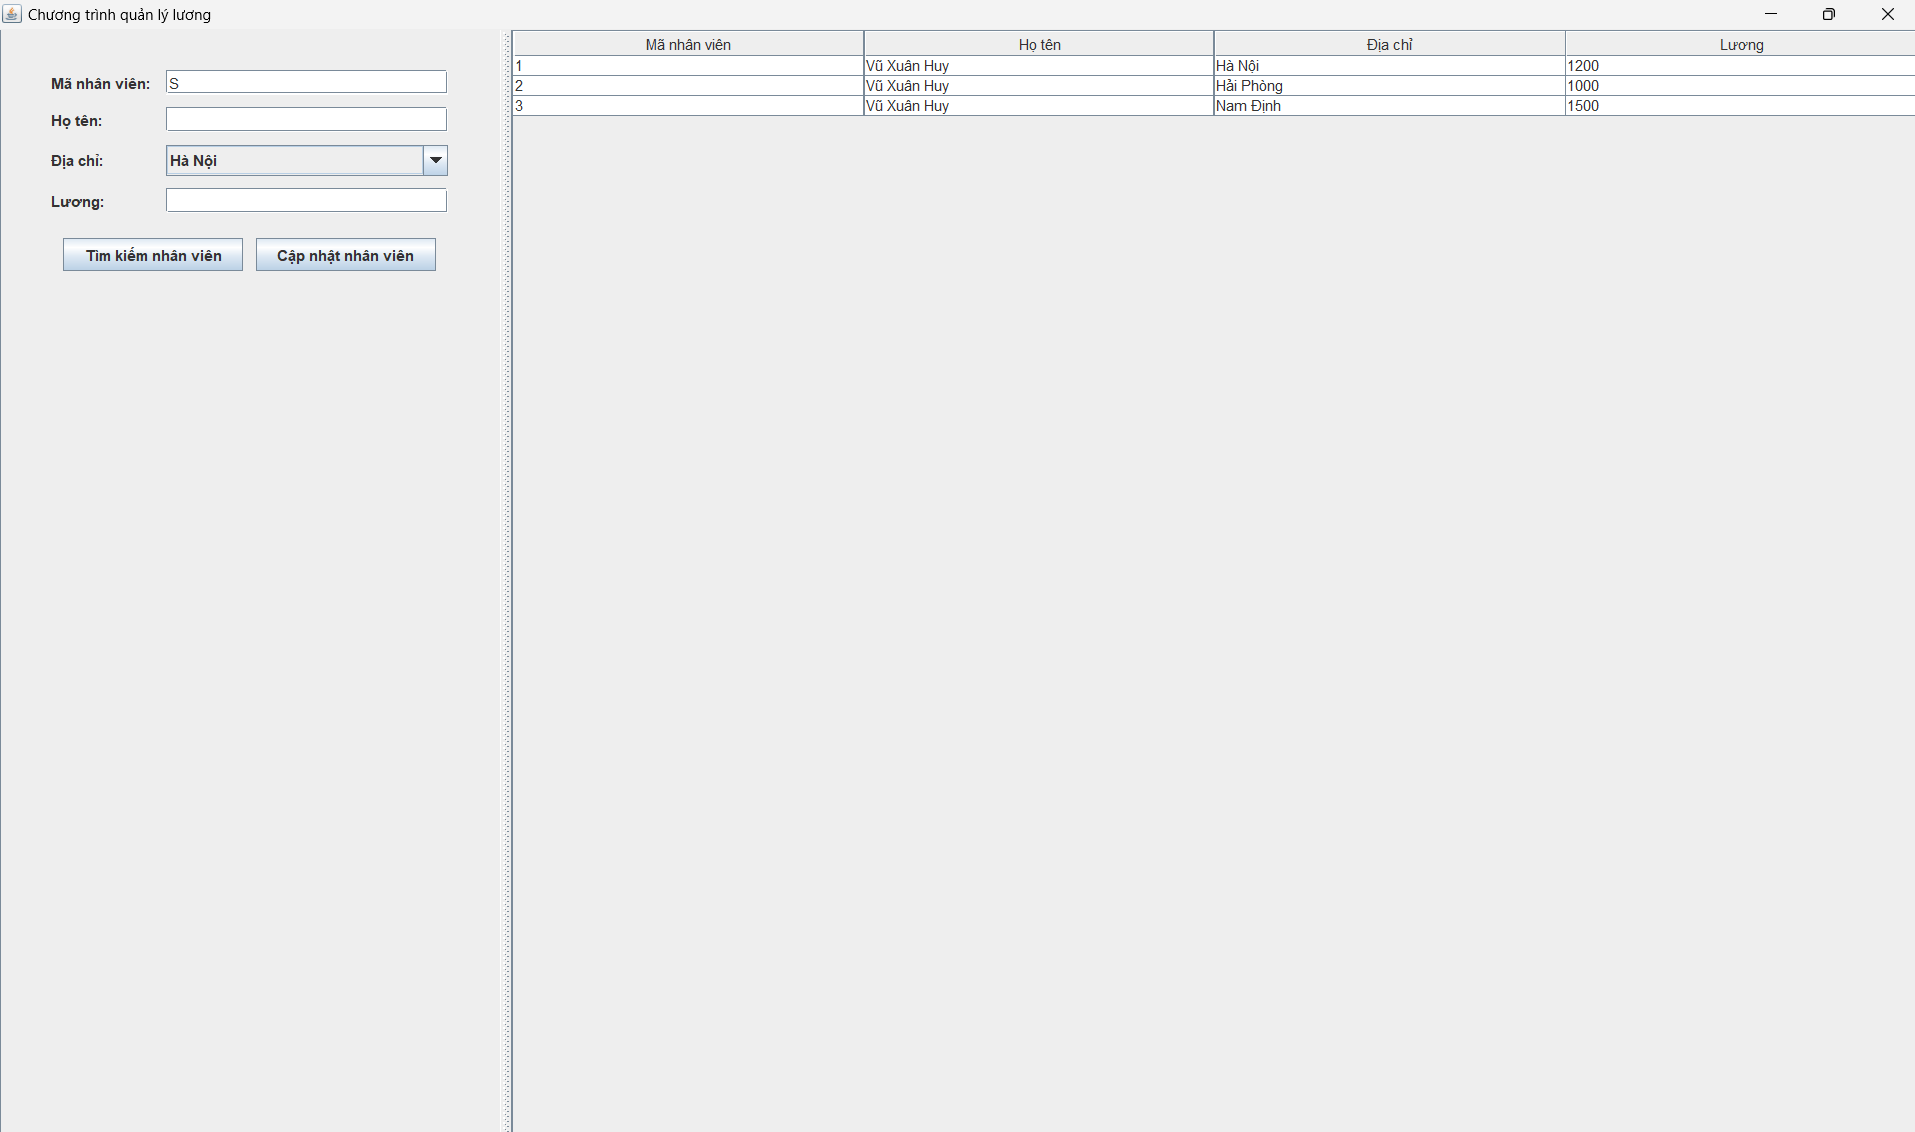 Chương trình quản lý lương
Mã nhân viên: S
Họ tên:
Địa chỉ: Hà Nội
Lương:
Tìm kiếm nhân viên Cập nhật nhân viên
Mã nhân viên Họ tên Địa chỉ Lương
1 Vũ Xuân Huy Hà Nội 1200
2 Vũ Xuân Huy Hải Phòng 1000
3 Vũ Xuân Huy Nam Định 1500